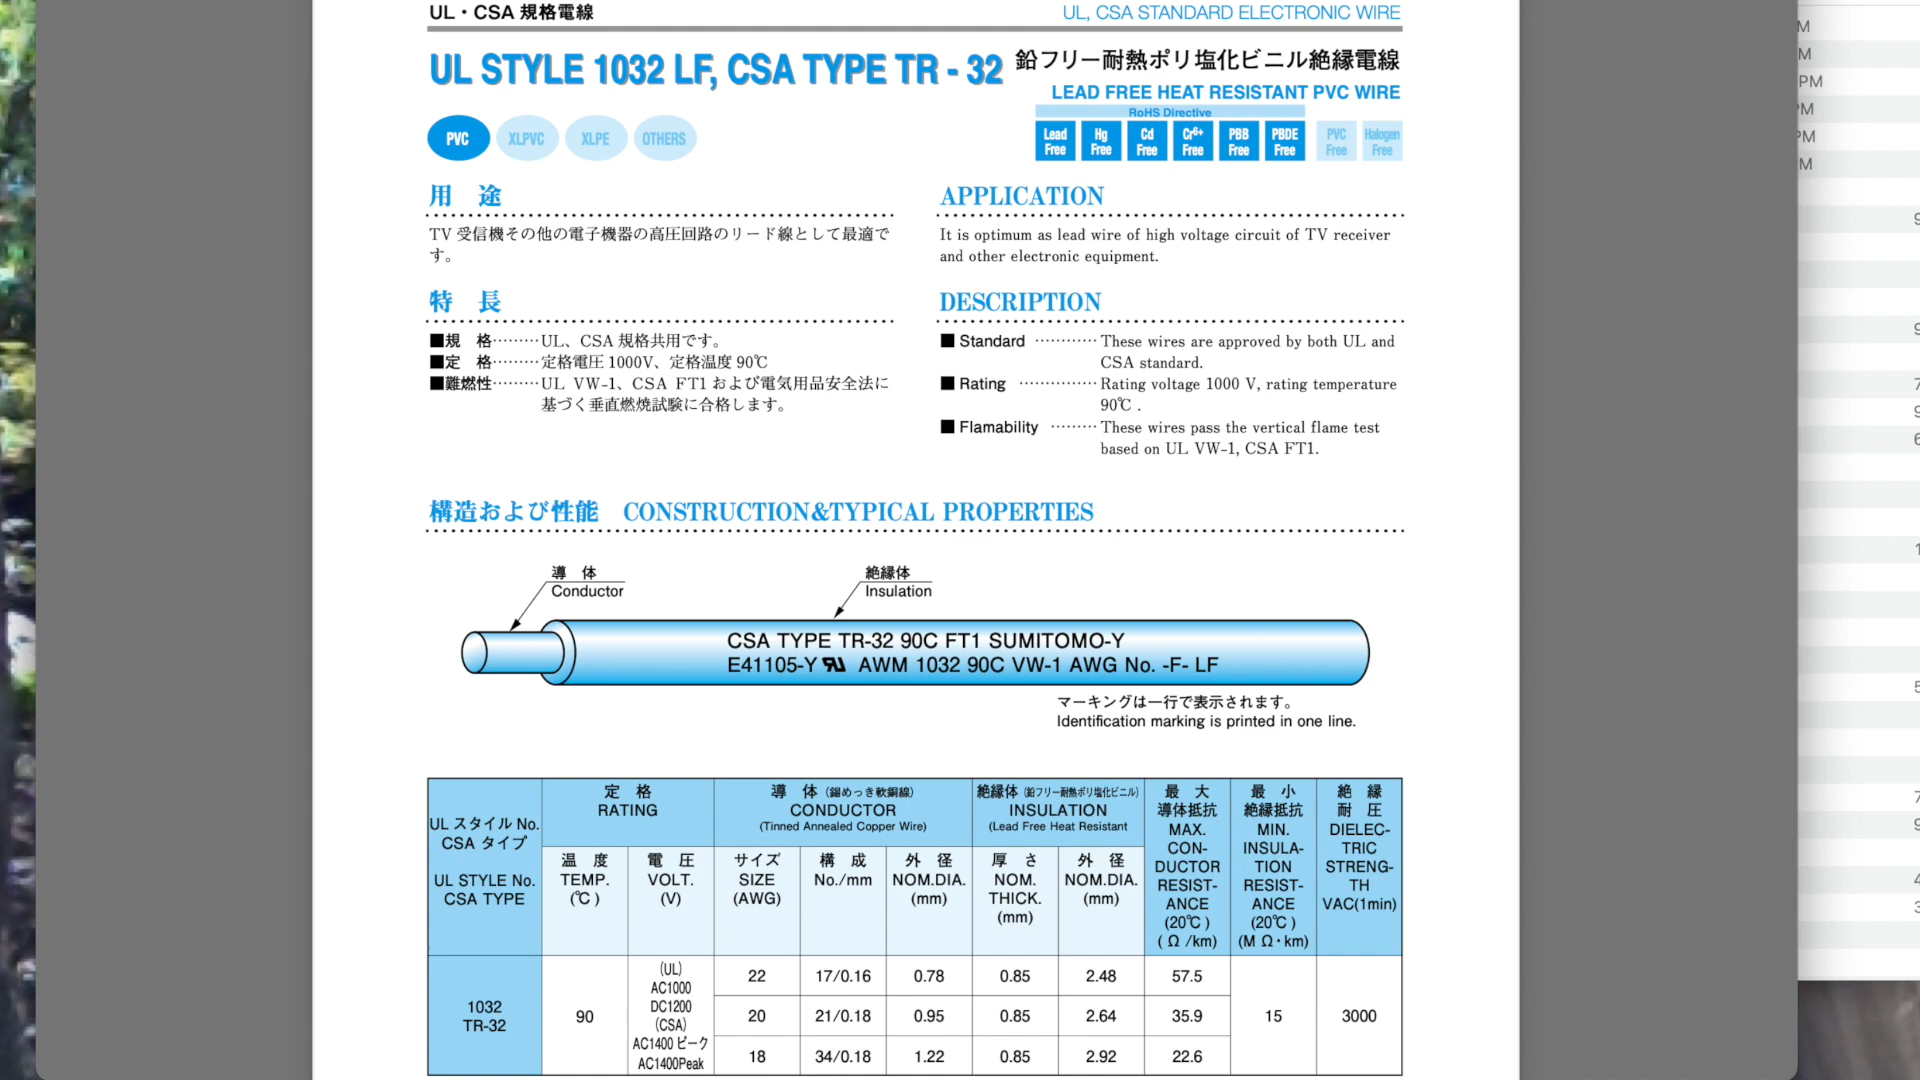 UL・CSA 規格電線
UL, CSA STANDARD ELECTRONIC WIRE
UL STYLE 1032 LF, CSA TYPE TR - 32
鉛フリー耐熱ポリ塩化ビニル絶縁電線
LEAD FREE HEAT RESISTANT PVC WIRE
RoHS Directive
PVC XLPVC XLPE OTHERS
Lead Free Hg Free Cd Free Cr6+ Free PBB Free PBDE Free PVC Free Halogen Free
用 途
TV 受信機その他の電子機器の高圧回路のリード線として最適で
す。
APPLICATION
It is optimum as lead wire of high voltage circuit of TV receiver
and other electronic equipment.
特 長
■規 格………UL、CSA 規格共用です。
■定 格………定格電圧 1000V、定格温度 90℃
■難燃性………UL VW-1、CSA FT1 および電気用品安全法に
基づく垂直燃焼試験に合格します。
DESCRIPTION
■ Standard ………… These wires are approved by both UL and
CSA standard.
■ Rating …………… Rating voltage 1000 V, rating temperature
90℃ .
■ Flamability ……… These wires pass the vertical flame test
based on UL VW-1, CSA FT1.
構造および性能 CONSTRUCTION&TYPICAL PROPERTIES
導 体
Conductor
絶縁体
Insulation
CSA TYPE TR-32 90C FT1 SUMITOMO-Y
E41105-Y RU AWM 1032 90C VW-1 AWG No. -F- LF
マーキングは一行で表示されます。
Identification marking is printed in one line.
UL スタイル No.
CSA タイプ
UL STYLE No.
CSA TYPE
定 格
RATING
導 体 (錫めっき軟銅線)
CONDUCTOR
(Tinned Annealed Copper Wire)
絶縁体 (鉛フリー耐熱ポリ塩化ビニル)
INSULATION
(Lead Free Heat Resistant
最 大
導体抵抗
MAX.
CON-
DUCTOR
RESIST-
ANCE
(20℃ )
( Ω /km)
最 小
絶縁抵抗
MIN.
INSULA-
TION
RESIST-
ANCE
(20℃ )
(M Ω・km)
絶 縁
耐 圧
DIELEC-
TRIC
STRENG-
TH
VAC(1min)
温 度
TEMP.
(℃ )
電 圧
VOLT.
(V)
サイズ
SIZE
(AWG)
構 成
No./mm
外 径
NOM.DIA.
(mm)
厚 さ
NOM.
THICK.
(mm)
外 径
NOM.DIA.
(mm)
1032
TR-32
90
(UL)
AC1000
DC1200
(CSA)
AC1400 ピーク
AC1400Peak
22 17/0.16 0.78 0.85 2.48 57.5
20 21/0.18 0.95 0.85 2.64 35.9
18 34/0.18 1.22 0.85 2.92 22.6
15
3000
M
M
PM
PM
PM
M